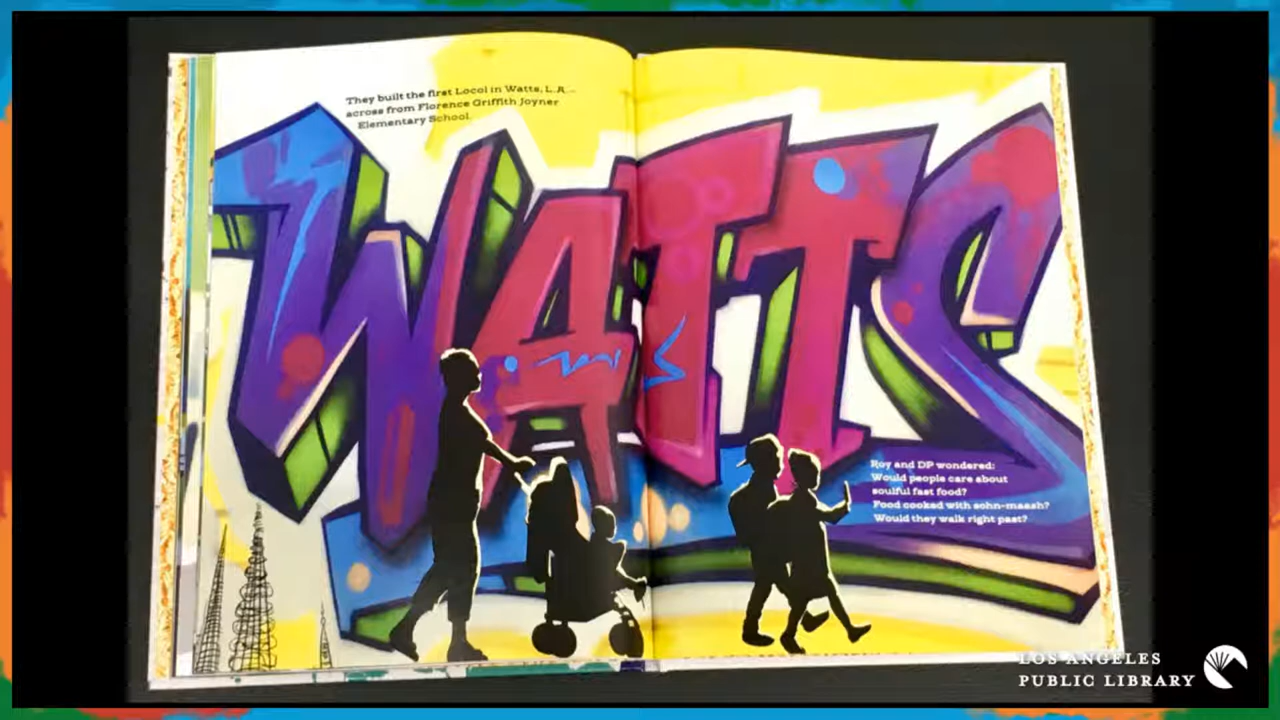 They built the first Locol in Watts, L.A...
across from Florence Griffith Joyner
Elementary School.
WATTS
Roy and DP wondered:
Would people care about
soulful fast food?
Food cooked with sohn-maash?
Would they walk right past?
LOS ANGELES
PUBLIC LIBRARY